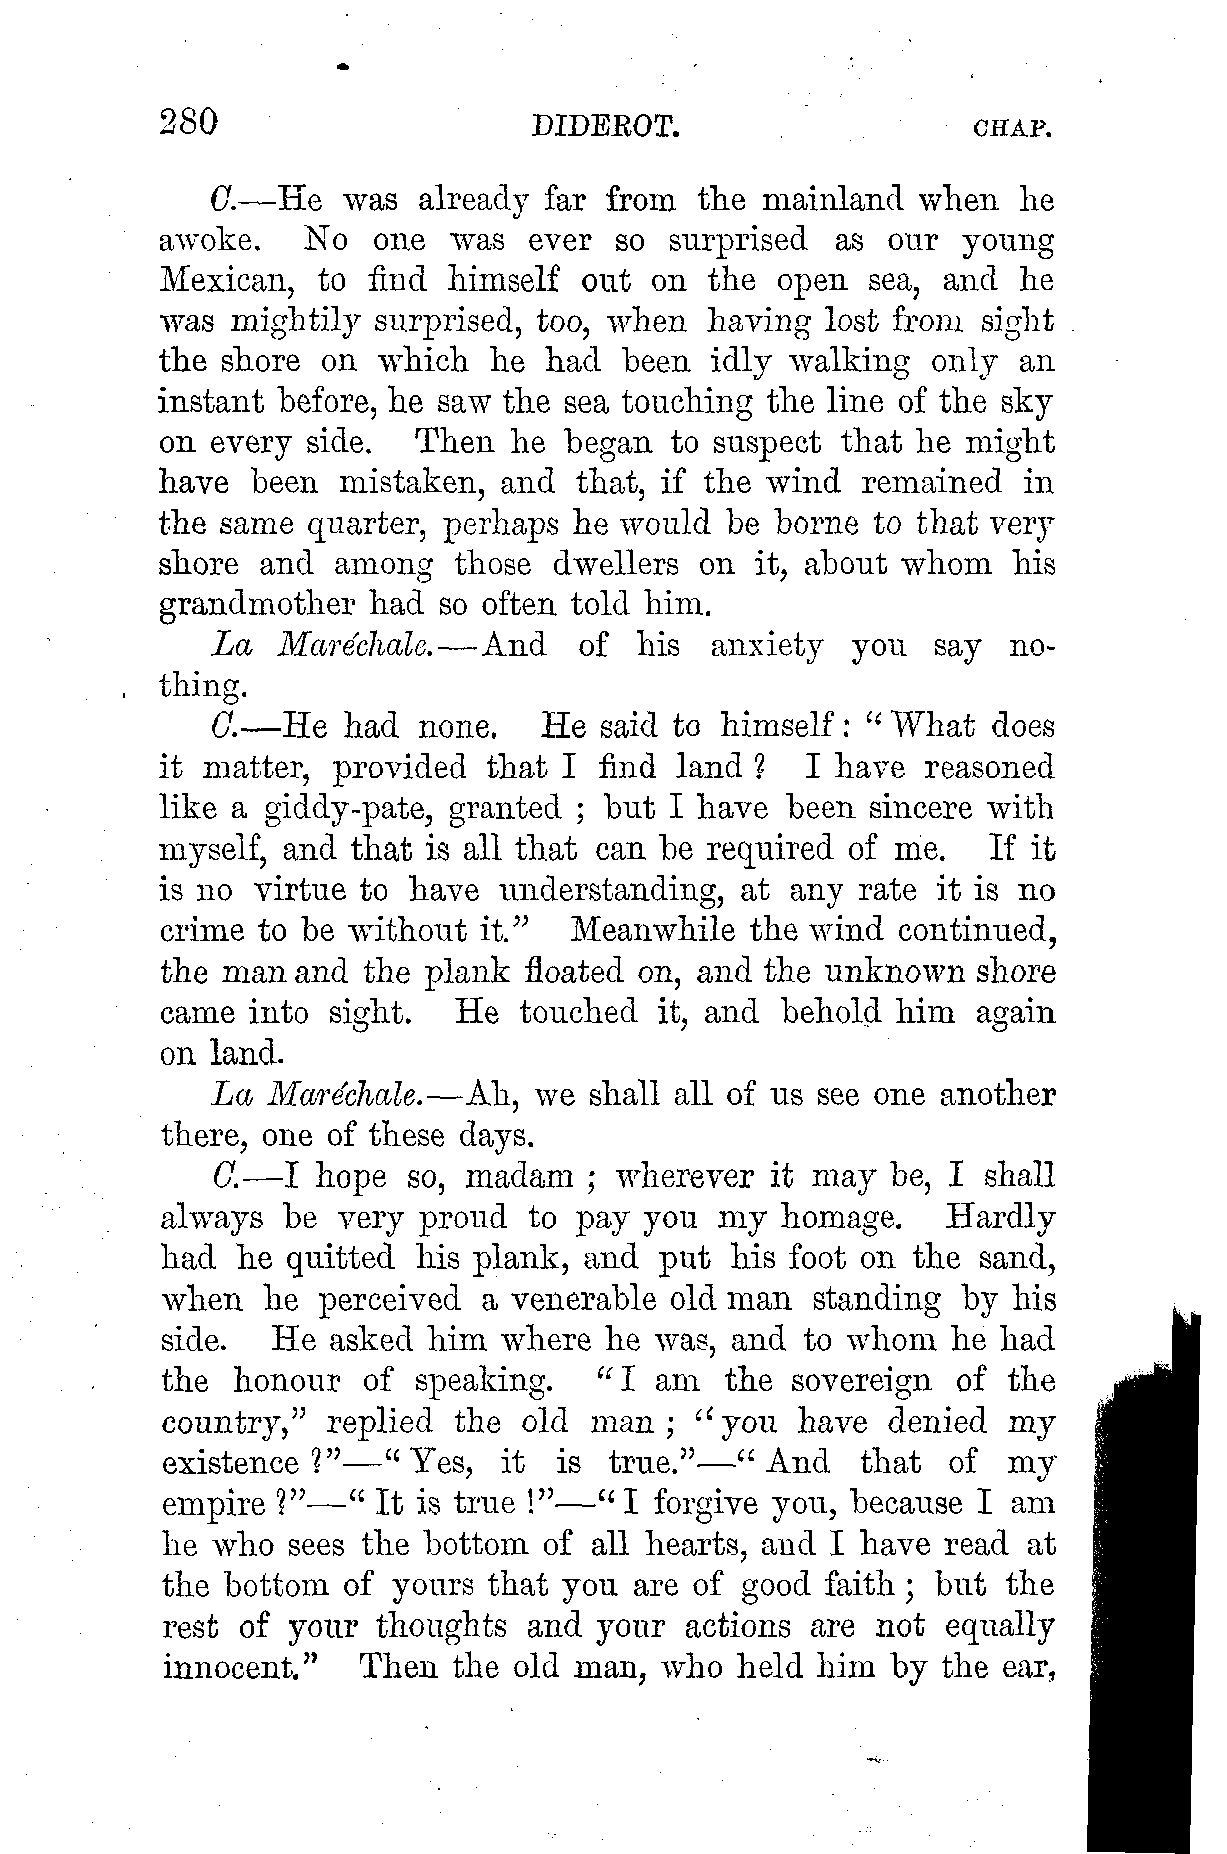 280 DIDEROT. CHAP.
C.—He was already far from the mainland when he
awoke. No one was ever so surprised as our young
Mexican, to find himself out on the open sea, and he
was mightily surprised, too, when having lost from sight
the shore on which he had been idly walking only an
instant before, he saw the sea touching the line of the sky
on every side. Then he began to suspect that he might
have been mistaken, and that, if the wind remained in
the same quarter, perhaps he would be borne to that very
shore and among those dwellers on it, about whom his
grandmother had so often told him.
La Maréchale.—And of his anxiety you say no-
thing.
C.—He had none. He said to himself: “What does
it matter, provided that I find land? I have reasoned
like a giddy-pate, granted; but I have been sincere with
myself, and that is all that can be required of me. If it
is no virtue to have understanding, at any rate it is no
crime to be without it.” Meanwhile the wind continued,
the man and the plank floated on, and the unknown shore
came into sight. He touched it, and behold him again
on land.
La Maréchale.—Ah, we shall all of us see one another
there, one of these days.
C.—I hope so, madam; wherever it may be, I shall
always be very proud to pay you my homage. Hardly
had he quitted his plank, and put his foot on the sand,
when he perceived a venerable old man standing by his
side. He asked him where he was, and to whom he had
the honour of speaking. “I am the sovereign of the
country,” replied the old man; “you have denied my
existence?”—“Yes, it is true.”—“And that of my
empire?”—“It is true!”—“I forgive you, because I am
he who sees the bottom of all hearts, and I have read at
the bottom of yours that you are of good faith; but the
rest of your thoughts and your actions are not equally
innocent.” Then the old man, who held him by the ear,